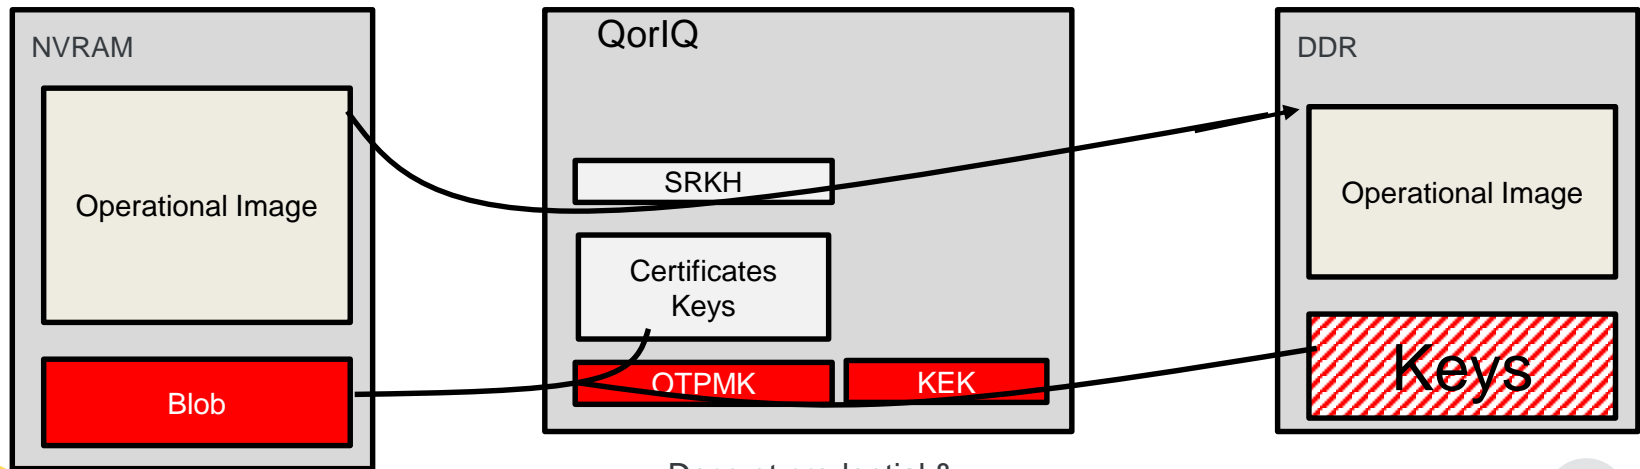 NVRAM
Operational Image
Blob
QorIQ
SRKH
Certificates
Keys
OTPMK
KEK
DDR
Operational Image
Keys